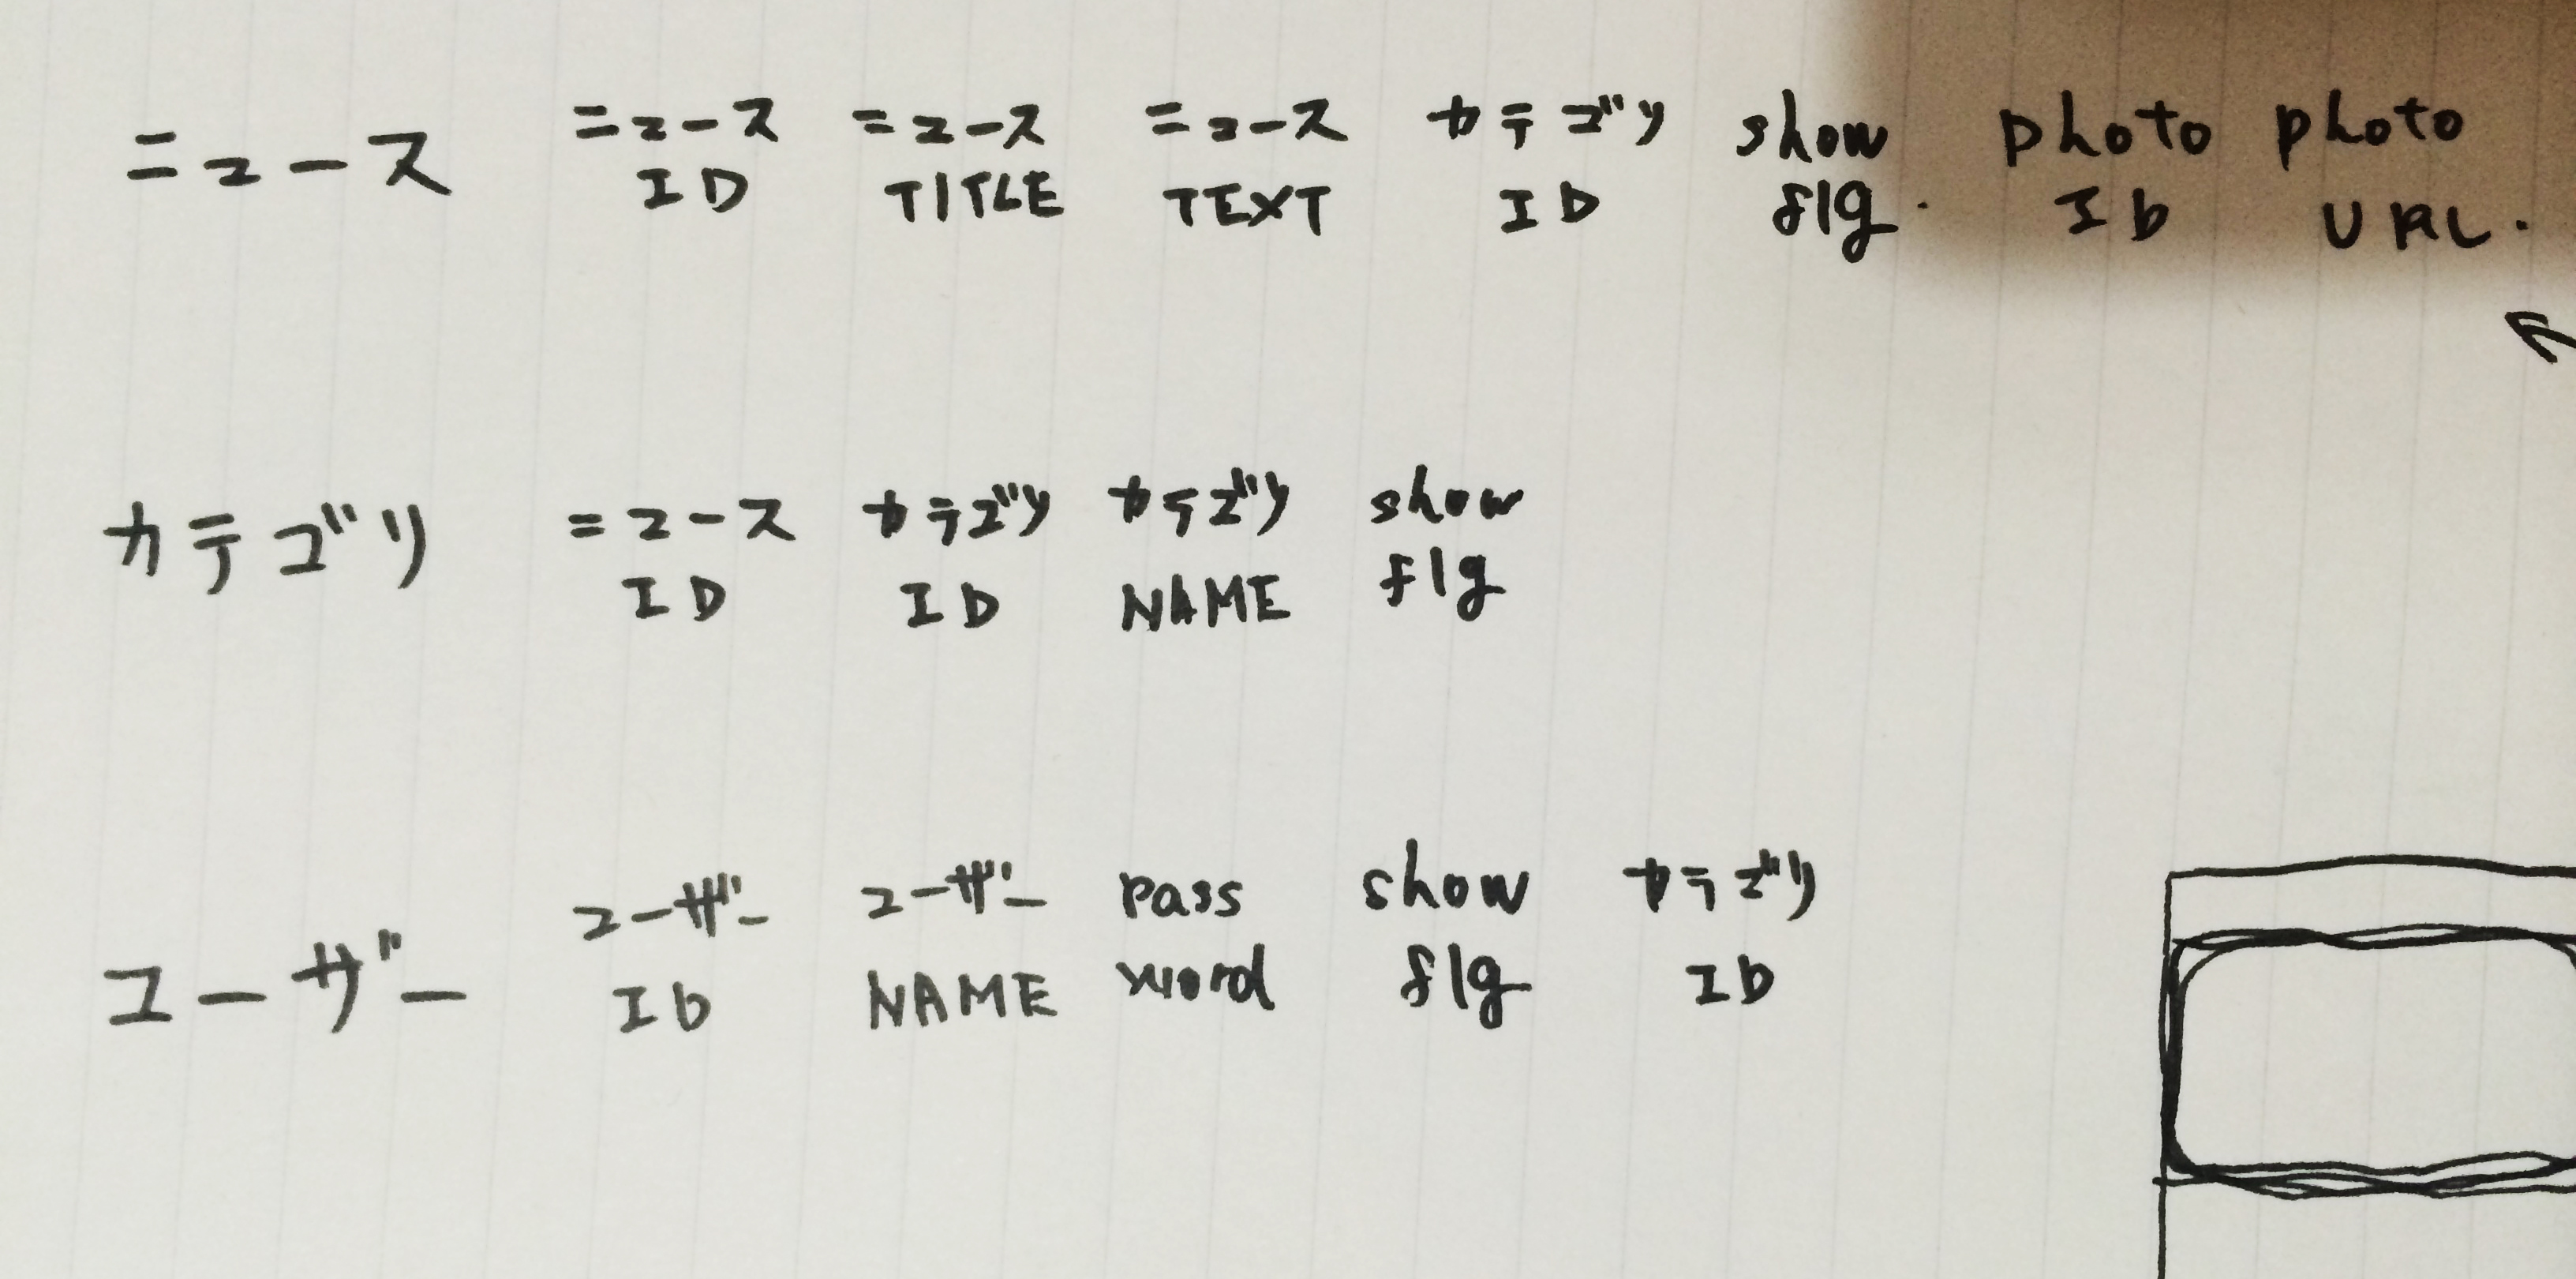 ニュース ニュース ニュース ニュース カテゴリ show photo photo
ID TITLE TEXT ID flg. ID URL.
カテゴリ ニュース カテゴリ カテゴリ show
ID ID NAME flg
ユーザー ユーザー ユーザー pass show カテゴリ
ID NAME word flg ID